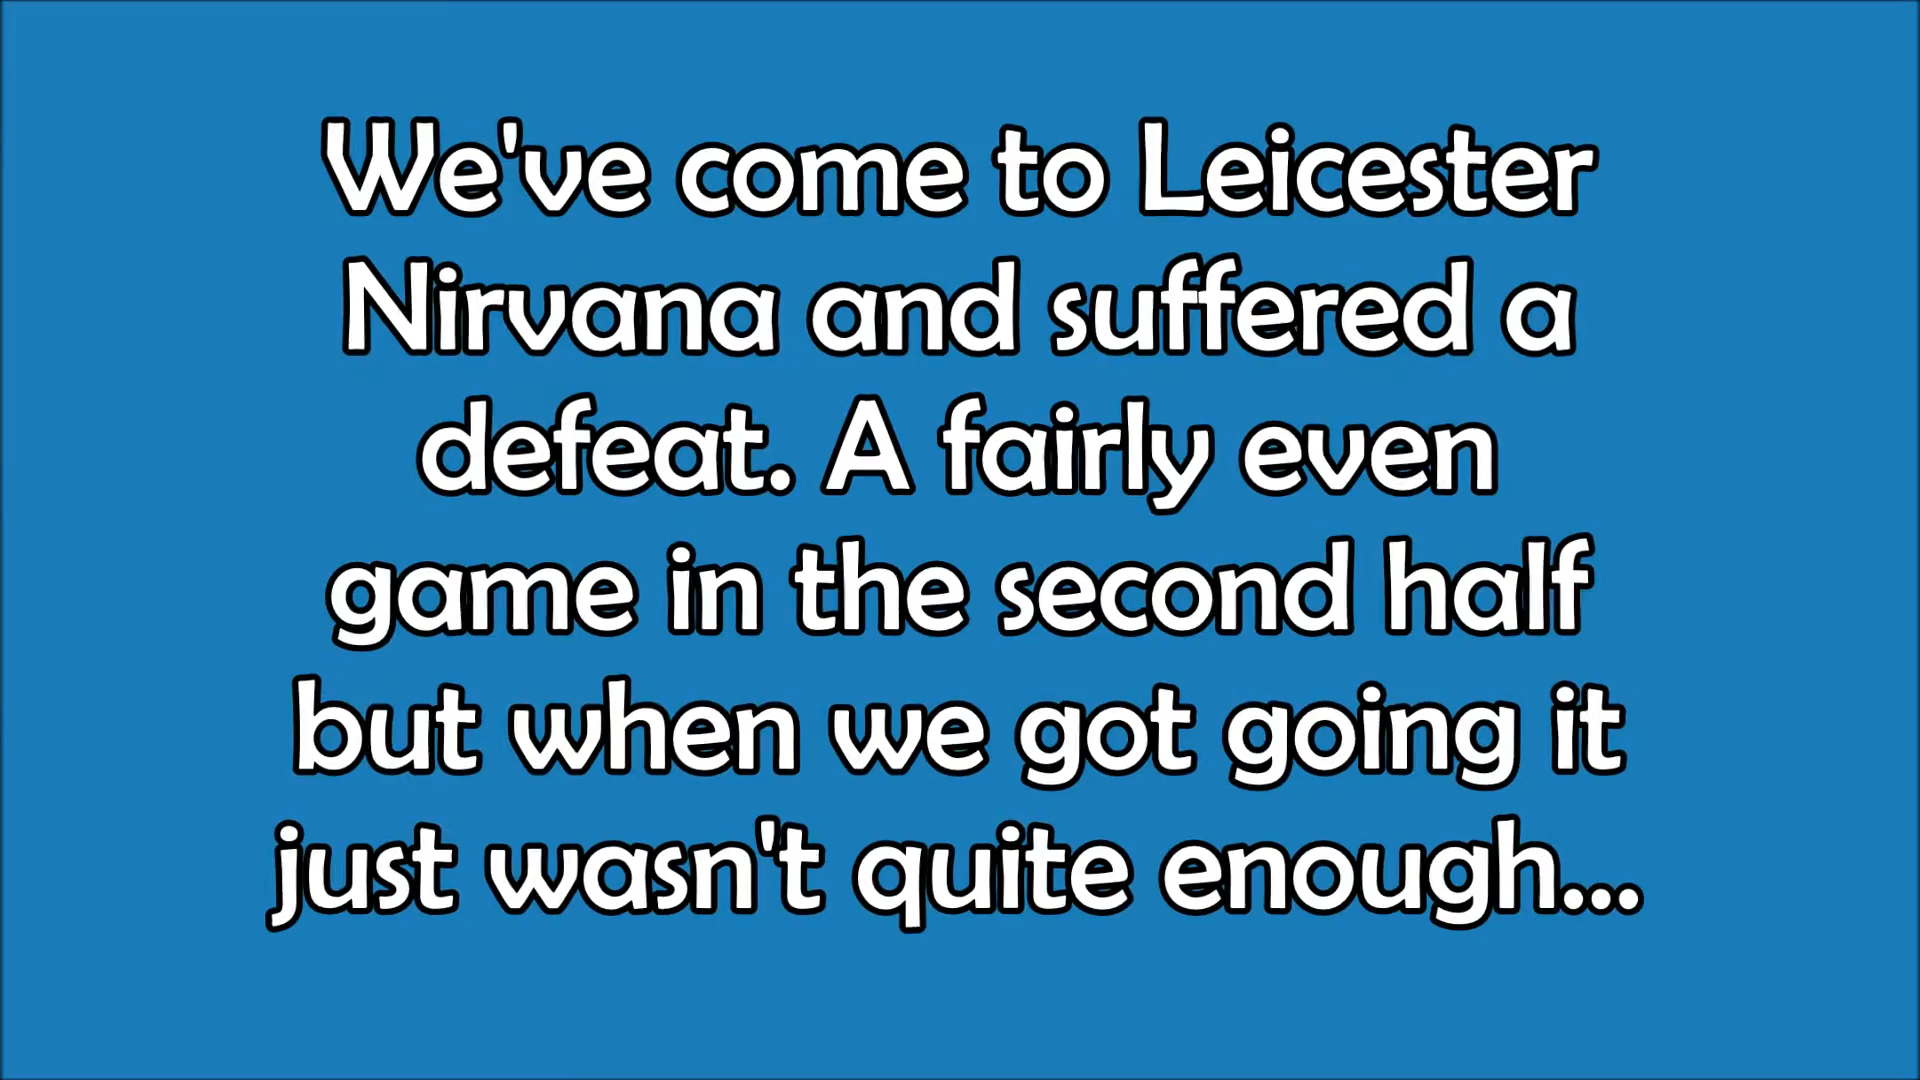 We've come to Leicester
Nirvana and suffered a
defeat. A fairly even
game in the second half
but when we got going it
just wasn't quite enough...